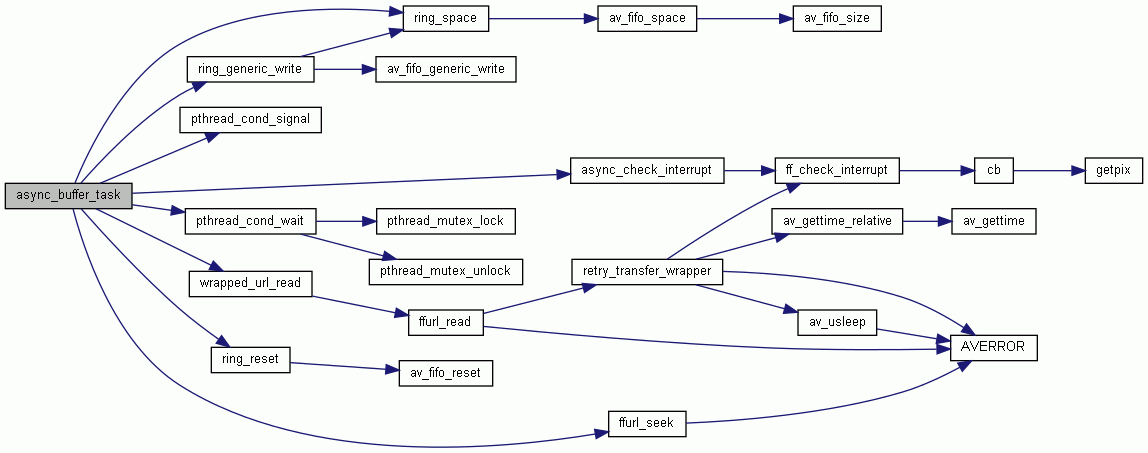 ring_space
av_fifo_space
av_fifo_size
ring_generic_write
av_fifo_generic_write
pthread_cond_signal
async_check_interrupt
ff_check_interrupt
cb
getpix
async_buffer_task
pthread_cond_wait
pthread_mutex_lock
av_gettime_relative
av_gettime
pthread_mutex_unlock
retry_transfer_wrapper
wrapped_url_read
ffurl_read
av_usleep
AVERROR
ring_reset
av_fifo_reset
ffurl_seek